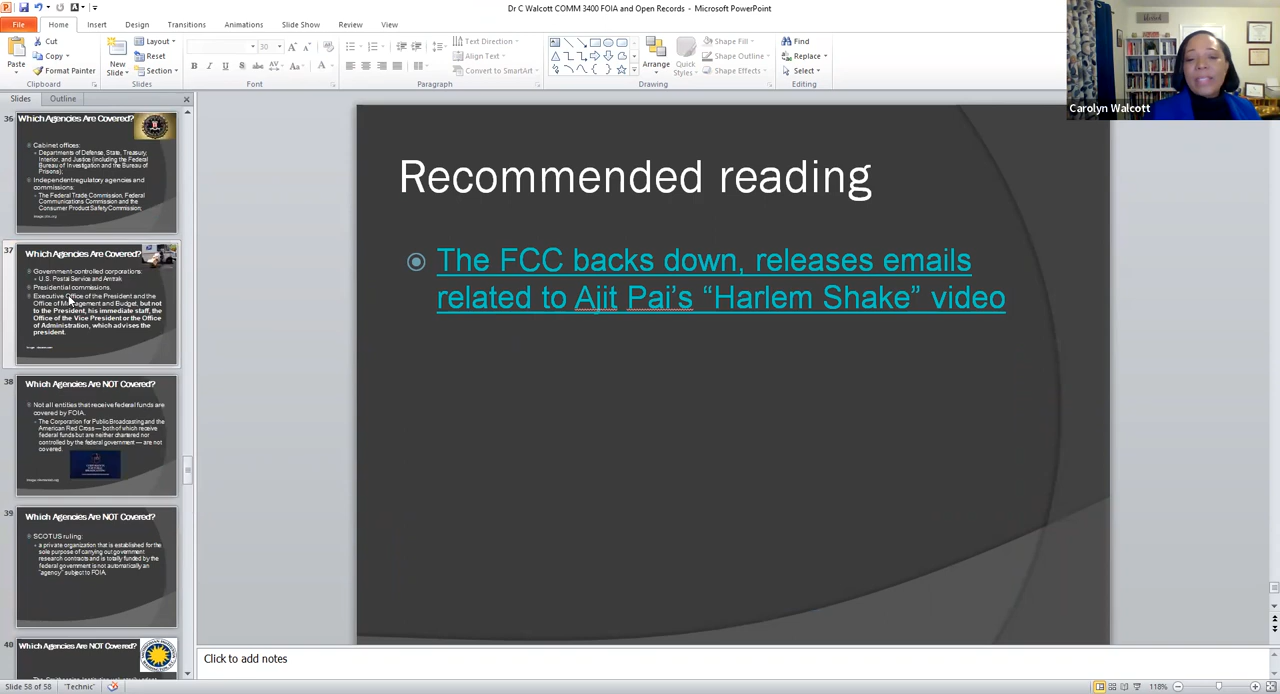 Dr C Walcott COMM 3400 FOIA and Open Records - Microsoft PowerPoint
File Home Insert Design Transitions Animations Slide Show Review View
Paste
Cut
Copy
Format Painter
Clipboard
New
Slide
Layout
Reset
Section
Slides
30
Font
Text Direction
Align Text
Convert to SmartArt
Paragraph
Arrange
Quick
Styles
Shape Fill
Shape Outline
Shape Effects
Drawing
Find
Replace
Select
Editing
Carolyn Walcott
Slides Outline
36
Which Agencies Are Covered?
Cabinet offices:
Departments of Defense, State, Treasury,
Interior, and Justice (including the Federal
Bureau of Investigation and the Bureau of
Prisons);
Independent regulatory agencies and
commissions:
The Federal Trade Commission, Federal
Communications Commission and the
Consumer Product Safety Commission;
37
Which Agencies Are Covered?
Government-controlled corporations:
U.S. Postal Service and Amtrak
Presidential commissions.
Executive Office of the President and the
Office of Management and Budget, but not
to the President, his immediate staff, the
Office of the Vice President or the Office
of Administration, which advises the
president.
38
Which Agencies Are NOT Covered?
Not all entities that receive federal funds are
covered by FOIA.
The Corporation for Public Broadcasting and the
American Red Cross — both of which receive
federal funds but are neither chartered nor
controlled by the federal government — are not
covered.
39
Which Agencies Are NOT Covered?
SCOTUS ruling:
a private organization that is established for the
sole purpose of carrying out government
research contracts and is totally funded by the
federal government is not automatically an
"agency" subject to FOIA.
40
Which Agencies Are NOT Covered?
Recommended reading
The FCC backs down, releases emails
related to Ajit Pai's “Harlem Shake” video
Click to add notes
Slide 58 of 58 "Technic" 118%